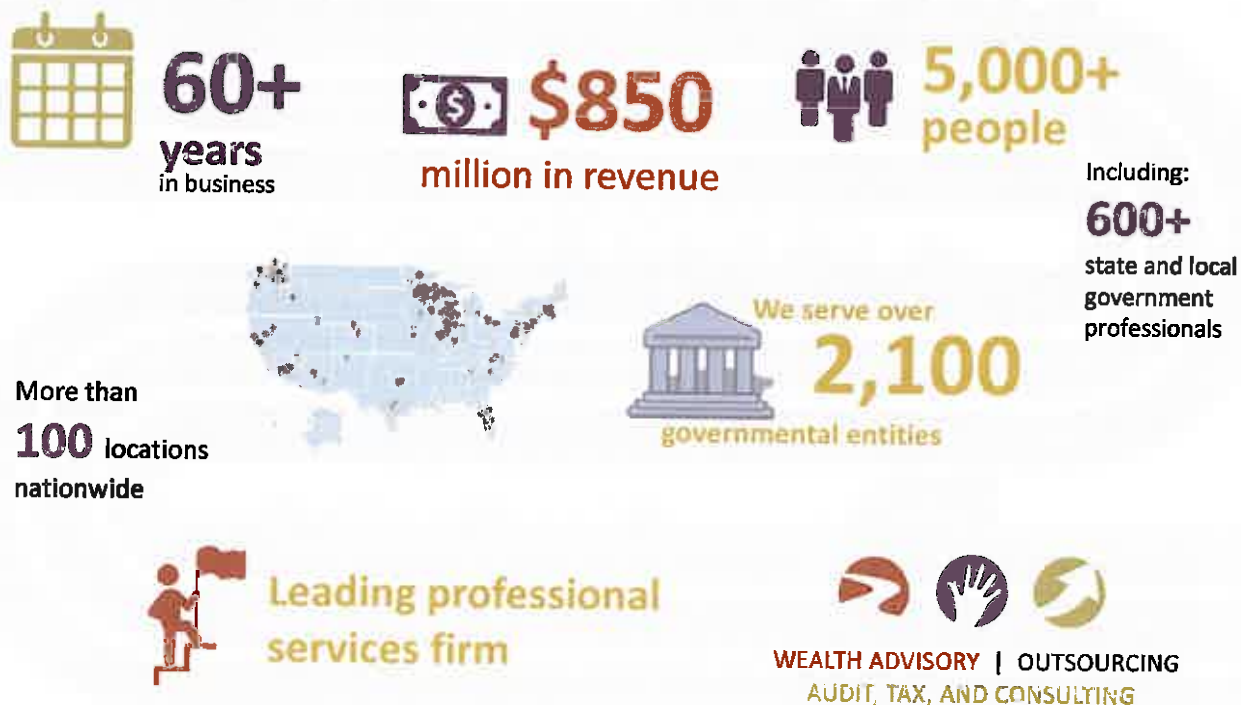 60+
years
in business
$850
million in revenue
5,000+
people
Including:
600+
state and local
government
professionals
We serve over
2,100
governmental entities
More than
100 locations
nationwide
Leading professional
services firm
WEALTH ADVISORY | OUTSOURCING
AUDIT, TAX, AND CONSULTING